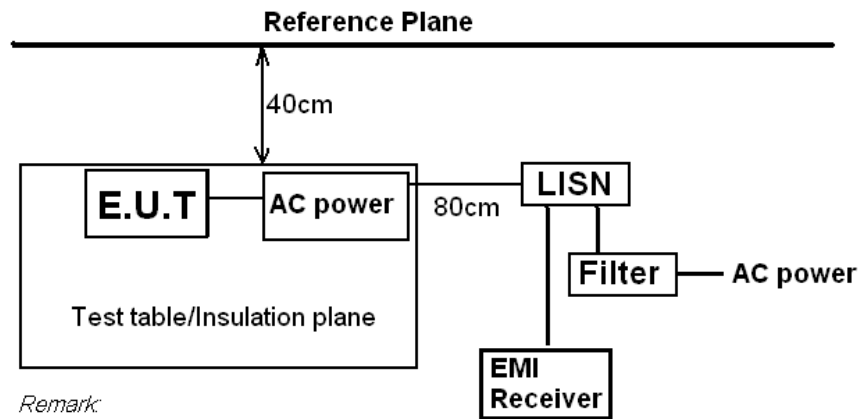 Reference Plane
40cm
E.U.T
AC power
80cm
LISN
Filter
AC power
Test table/Insulation plane
EMI
Receiver
Remark: